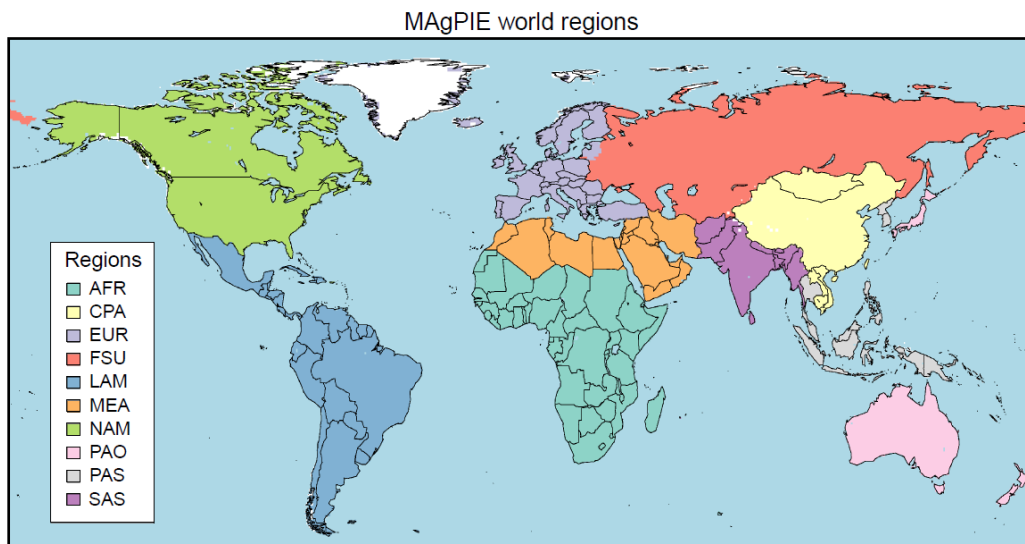 MAgPIE world regions
Regions
AFR
CPA
EUR
FSU
LAM
MEA
NAM
PAO
PAS
SAS